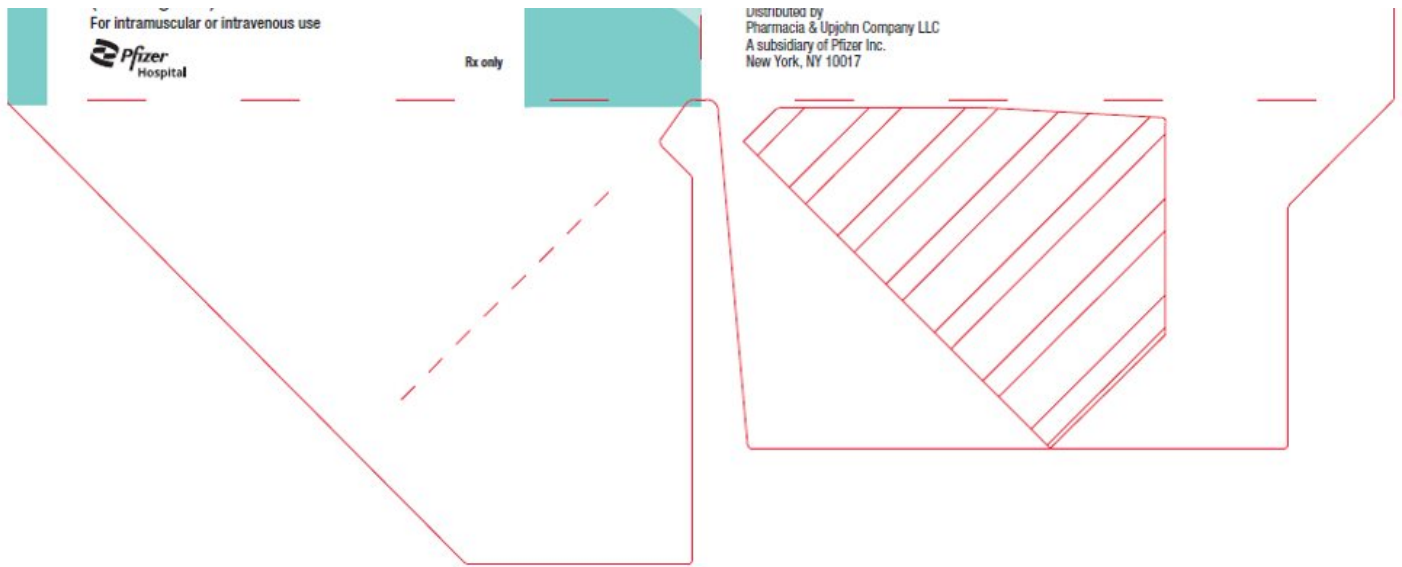 For intramuscular or intravenous use
Pfizer
Hospital
Rx only
Distributed by
Pharmacia & Upjohn Company LLC
A subsidiary of Pfizer Inc.
New York, NY 10017